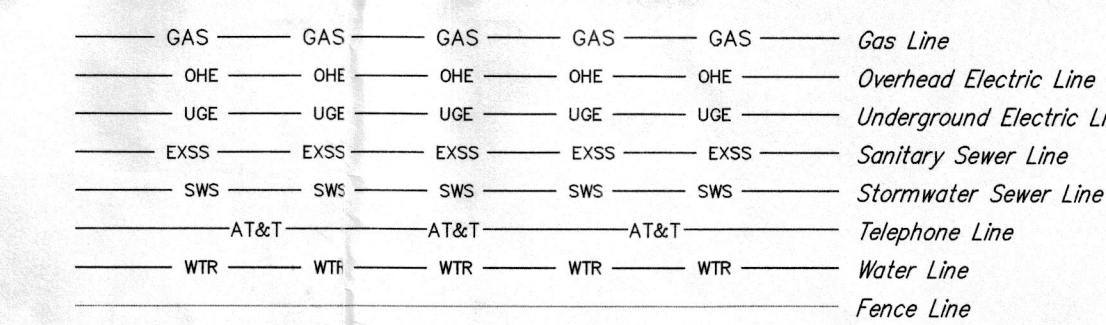 GAS GAS GAS GAS GAS Gas Line
OHE OHE OHE OHE OHE Overhead Electric Line
UGE UGE UGE UGE UGE Underground Electric
EXSS EXSS EXSS EXSS EXSS Sanitary Sewer Line
SWS SWS SWS SWS SWS Stormwater Sewer Line
AT&T AT&T AT&T Telephone Line
WTR WTR WTR WTR WTR Water Line
Fence Line